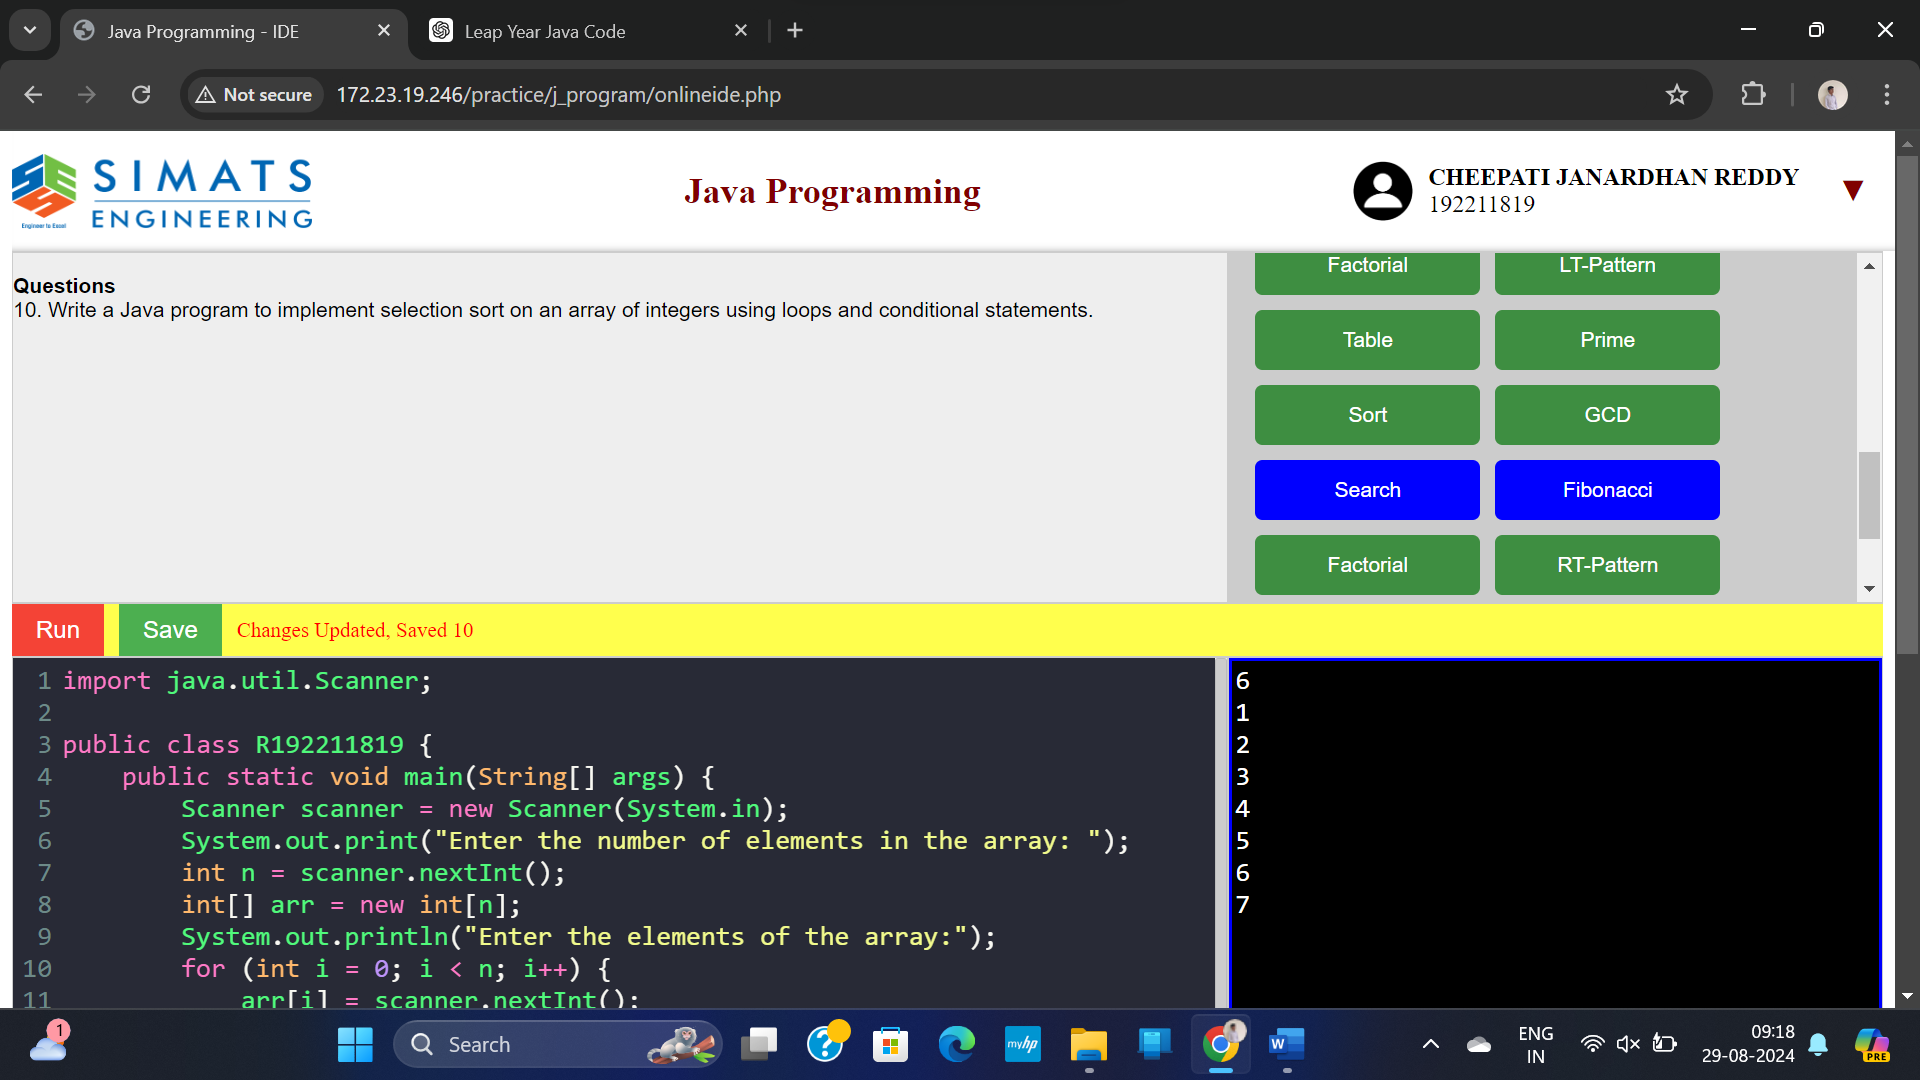 Java Programming - IDE
Leap Year Java Code
Not secure
172.23.19.246/practice/j_program/onlineide.php
SIMATS
ENGINEERING
Engineer to Excel
Java Programming
CHEEPATI JANARDHAN REDDY
192211819
Questions
10. Write a Java program to implement selection sort on an array of integers using loops and conditional statements.
Factorial
LT-Pattern
Table
Prime
Sort
GCD
Search
Fibonacci
Factorial
RT-Pattern
Run
Save
Changes Updated, Saved 10
1 import java.util.Scanner;
2
3 public class R192211819 {
4     public static void main(String[] args) {
5         Scanner scanner = new Scanner(System.in);
6         System.out.print("Enter the number of elements in the array: ");
7         int n = scanner.nextInt();
8         int[] arr = new int[n];
9         System.out.println("Enter the elements of the array:");
10         for (int i = 0; i < n; i++) {
11             arr[i] = scanner.nextInt();
6
1
2
3
4
5
6
7
1
Search
myhp
W
ENG
IN
09:18
29-08-2024
PRE